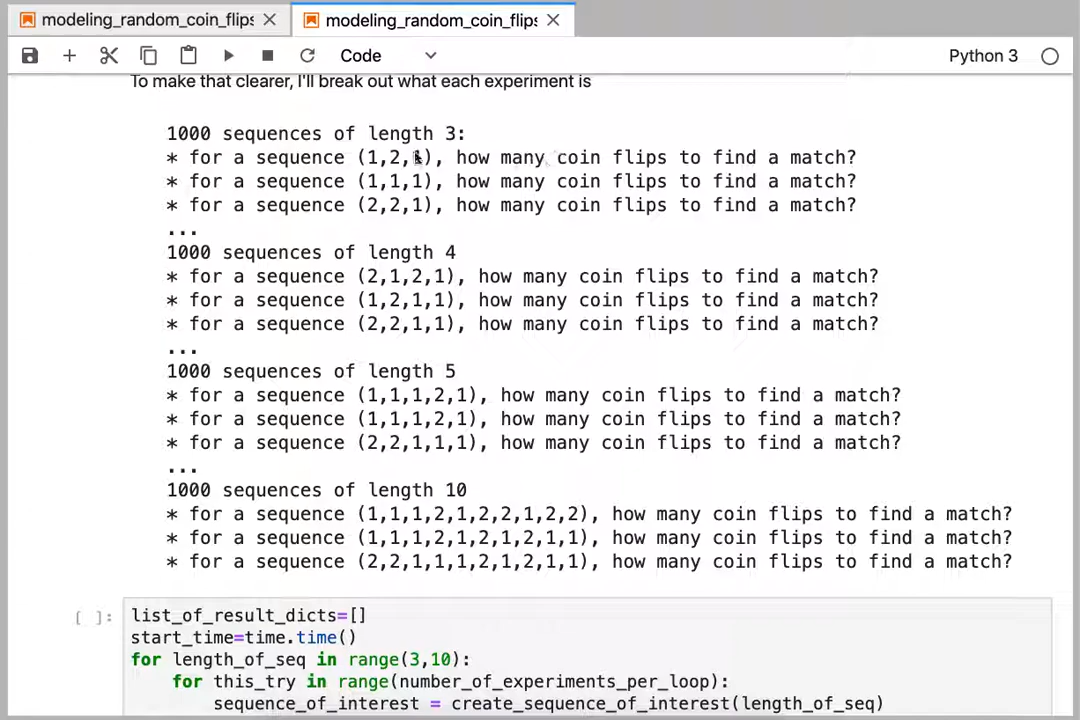 modeling_random_coin_flips
modeling_random_coin_flips
Code
Python 3
To make that clearer, I'll break out what each experiment is
1000 sequences of length 3:
* for a sequence (1,2,1), how many coin flips to find a match?
* for a sequence (1,1,1), how many coin flips to find a match?
* for a sequence (2,2,1), how many coin flips to find a match?
...
1000 sequences of length 4
* for a sequence (2,1,2,1), how many coin flips to find a match?
* for a sequence (1,2,1,1), how many coin flips to find a match?
* for a sequence (2,2,1,1), how many coin flips to find a match?
...
1000 sequences of length 5
* for a sequence (1,1,1,2,1), how many coin flips to find a match?
* for a sequence (1,1,1,2,1), how many coin flips to find a match?
* for a sequence (2,2,1,1,1), how many coin flips to find a match?
...
1000 sequences of length 10
* for a sequence (1,1,1,2,1,2,2,1,2,2), how many coin flips to find a match?
* for a sequence (1,1,1,2,1,2,1,2,1,1), how many coin flips to find a match?
* for a sequence (2,2,1,1,1,2,1,2,1,1), how many coin flips to find a match?
[ ]:
list_of_result_dicts=[]
start_time=time.time()
for length_of_seq in range(3,10):
    for this_try in range(number_of_experiments_per_loop):
        sequence_of_interest = create_sequence_of_interest(length_of_seq)